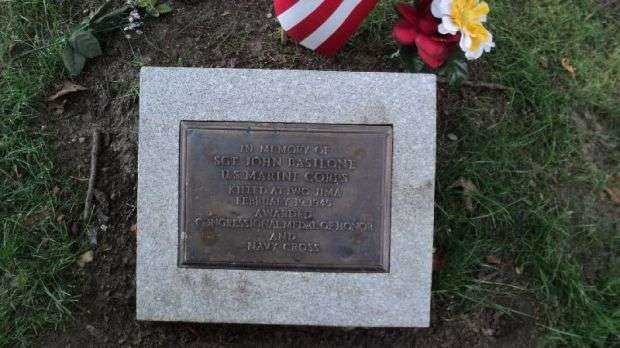 IN MEMORY OF
SGT. JOHN BASILONE
U.S. MARINE CORPS
KILLED AT IWO JIMA
FEBRUARY 19, 1945
AWARDED
CONGRESSIONAL MEDAL OF HONOR
AND
NAVY CROSS